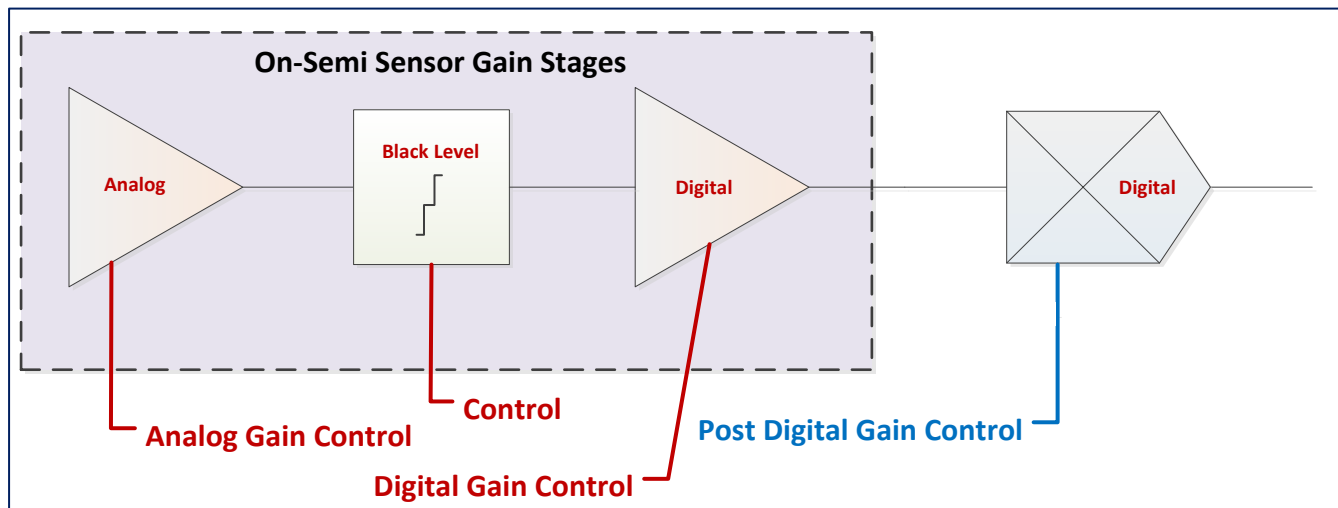 On-Semi Sensor Gain Stages
Analog
Black Level
Digital
Digital
Control
Analog Gain Control
Post Digital Gain Control
Digital Gain Control